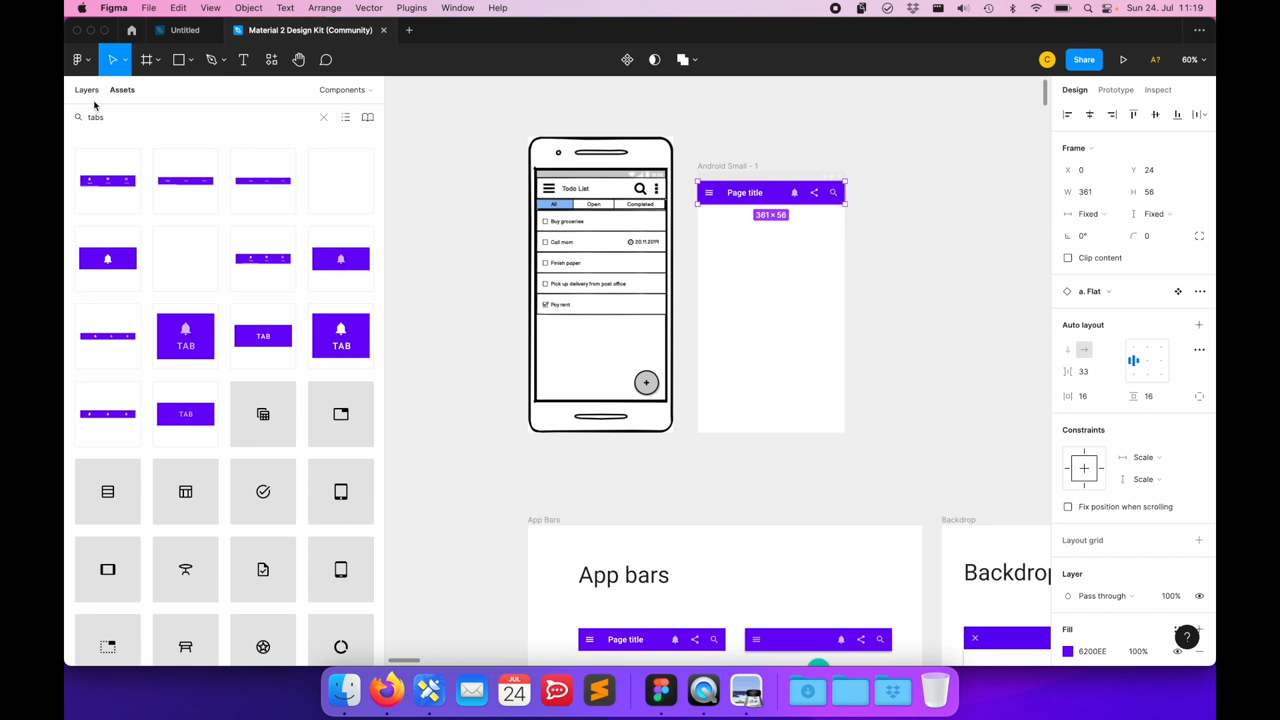 Figma File Edit View Object Text Arrange Vector Plugins Window Help Sun 24. Jul 11:19
Untitled Material 2 Design Kit (Community)
C Share A? 60%
Layers Assets Components
tabs
TAB
TAB
TAB
TAB
Todo List
All Open Completed
Buy groceries
Call mom 20.11.2019
Finish paper
Pick up delivery from post office
Pay rent
+
Android Small - 1
Page title
361 × 56
App Bars
App bars
Page title
Backdrop
Backdrop
Design Prototype Inspect
Frame
X 0 Y 24
W 361 H 56
Fixed Fixed
0° 0
Clip content
a. Flat
Auto layout
33
16 16
Constraints
Scale
Scale
Fix position when scrolling
Layout grid
Layer
Pass through 100%
Fill
6200EE 100%
?
JUL
24